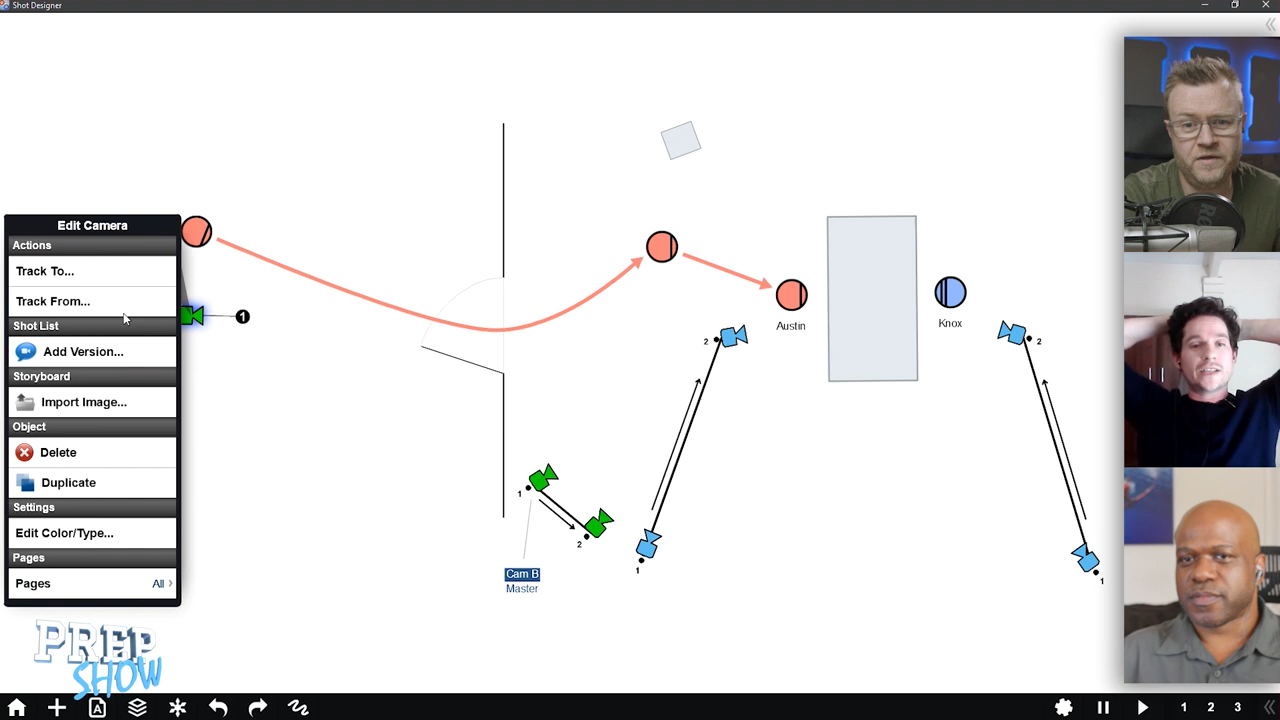 Shot Designer
Edit Camera
Actions
Track To...
Track From...
Shot List
Add Version...
Storyboard
Import Image...
Object
Delete
Duplicate
Settings
Edit Color/Type...
Pages
Pages All
1
Austin
Knox
2
2
1
2
1
1
Cam B
Master
PREP
SHOW
A
1 2 3